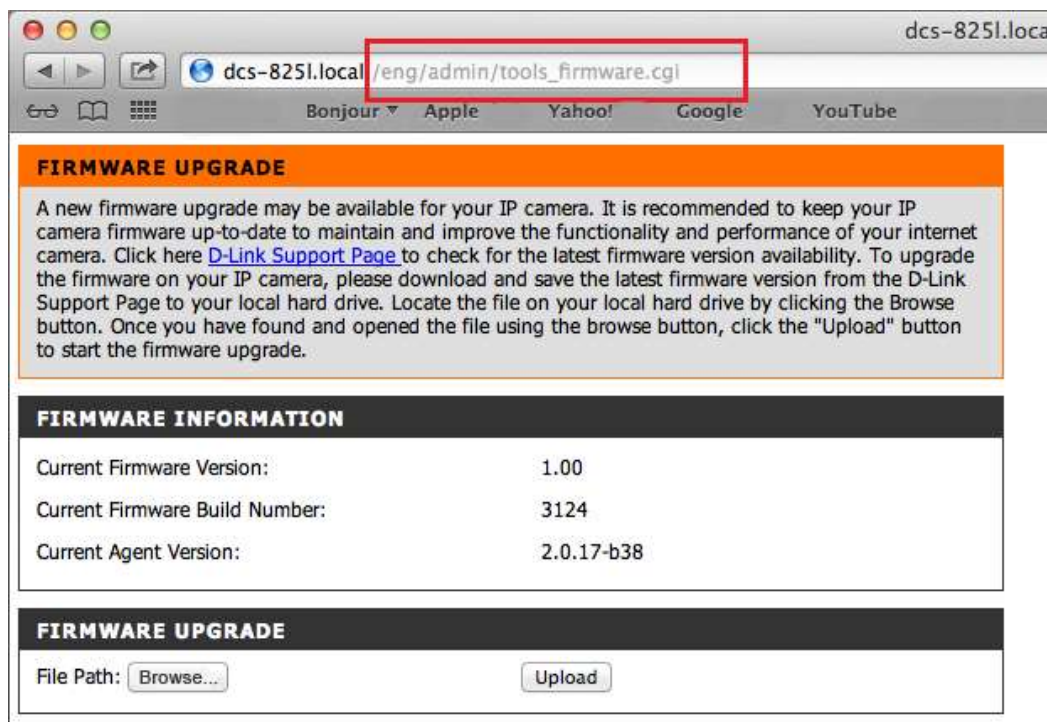 dcs-825l.loca
dcs-825l.local/eng/admin/tools_firmware.cgi
Bonjour Apple Yahoo! Google YouTube
FIRMWARE UPGRADE
A new firmware upgrade may be available for your IP camera. It is recommended to keep your IP
camera firmware up-to-date to maintain and improve the functionality and performance of your internet
camera. Click here D-Link Support Page to check for the latest firmware version availability. To upgrade
the firmware on your IP camera, please download and save the latest firmware version from the D-Link
Support Page to your local hard drive. Locate the file on your local hard drive by clicking the Browse
button. Once you have found and opened the file using the browse button, click the "Upload" button
to start the firmware upgrade.
FIRMWARE INFORMATION
Current Firmware Version: 1.00
Current Firmware Build Number: 3124
Current Agent Version: 2.0.17-b38
FIRMWARE UPGRADE
File Path: Browse... Upload